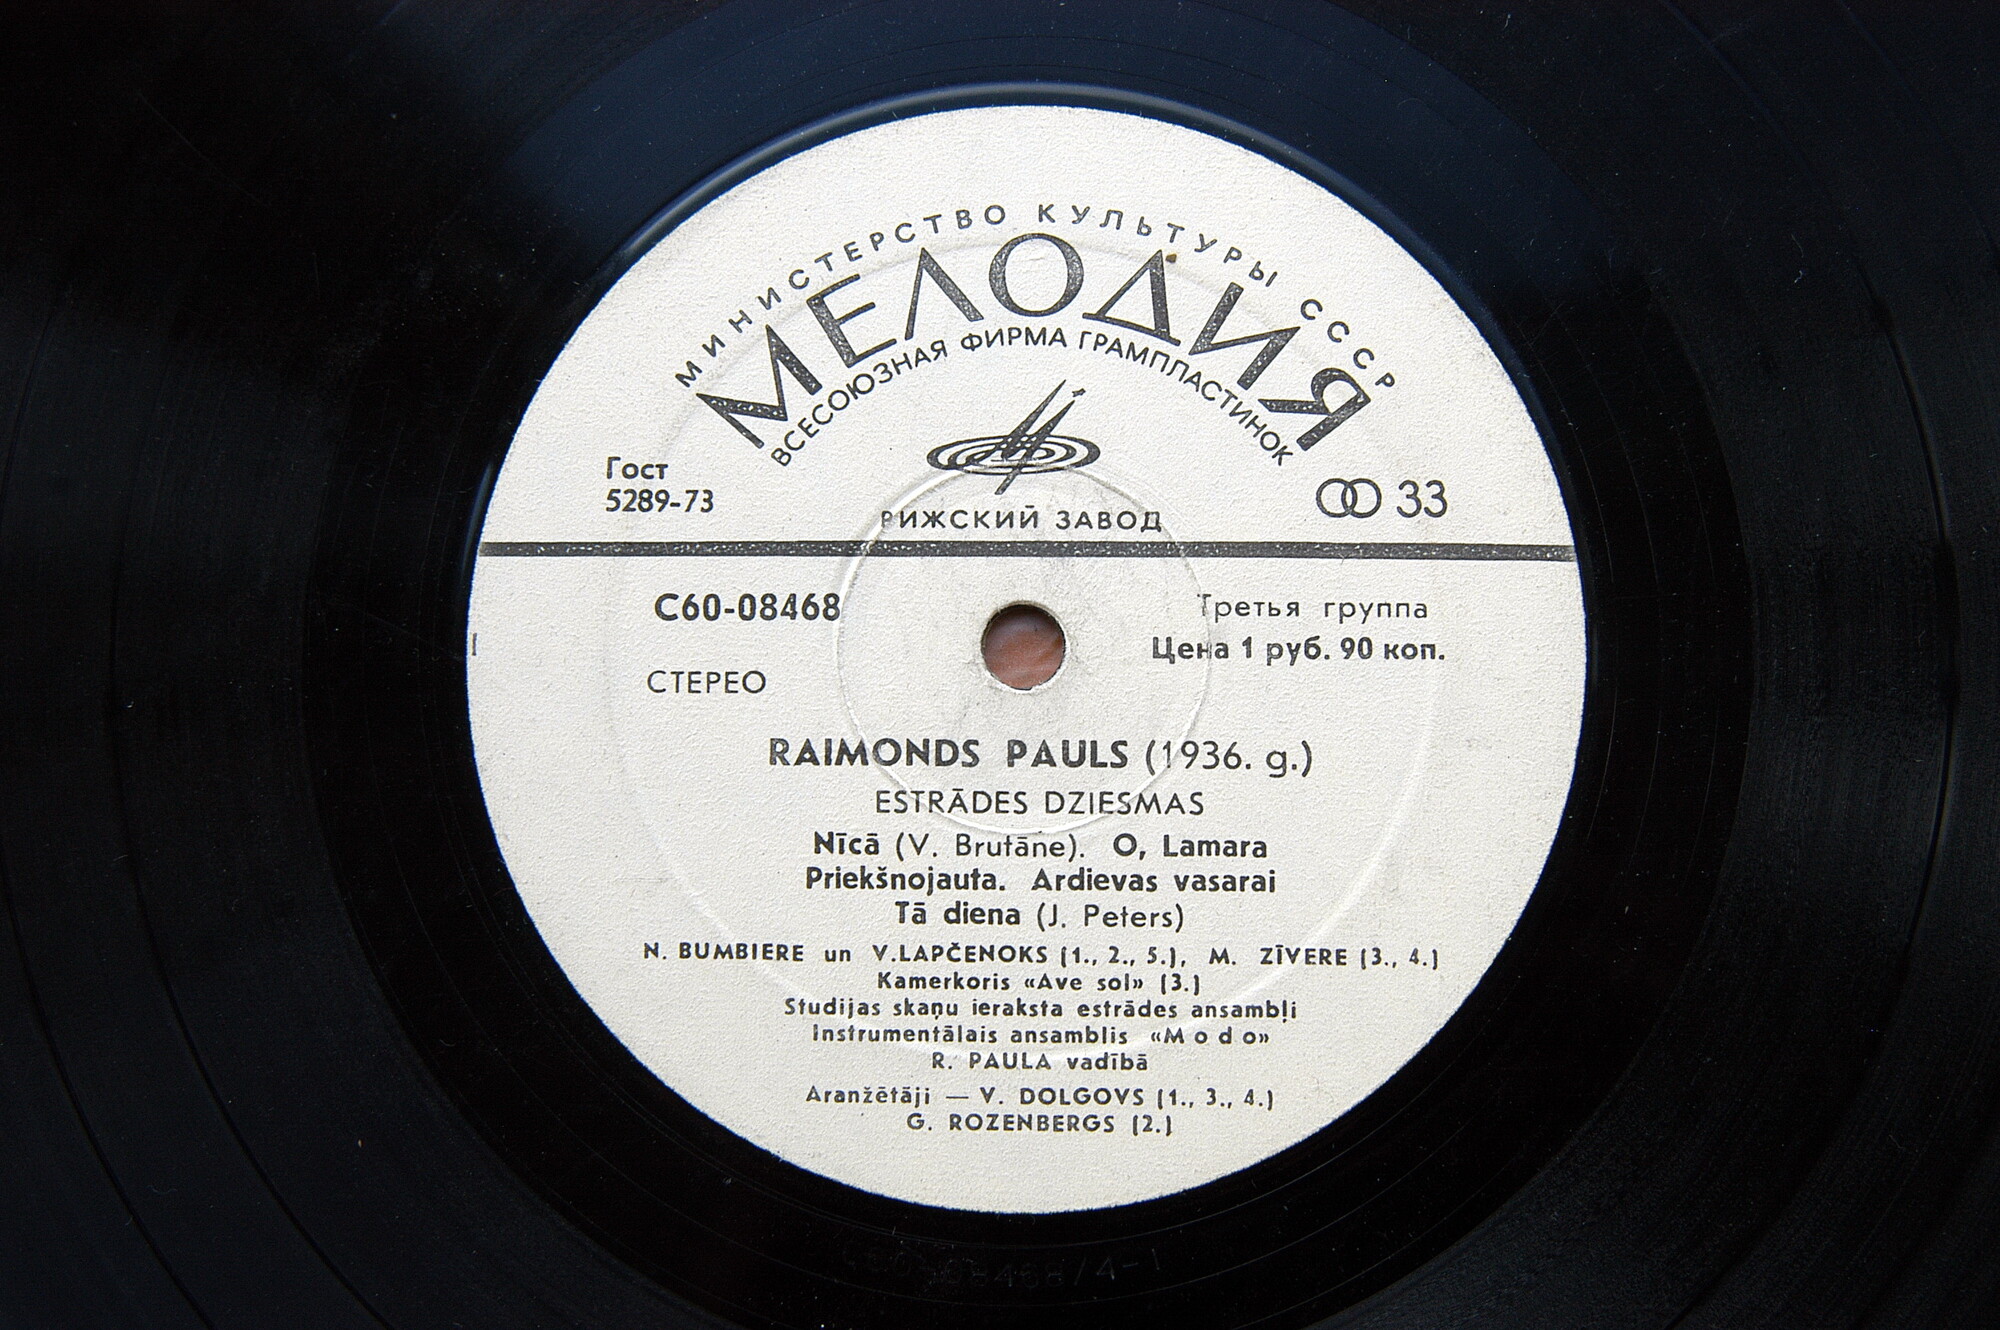 МИНИСТЕРСТВО КУЛЬТУРЫ СССР
МЕЛОДИЯ
ВСЕСОЮЗНАЯ ФИРМА ГРАМПЛАСТИНОК
Гост
5289-73
33
РИЖСКИЙ ЗАВОД
С60-08468
Третья группа
Цена 1 руб. 90 коп.
СТЕРЕО
RAIMONDS PAULS (1936. g.)
ESTRĀDES DZIESMAS
Nīcā (V. Brutāne). O, Lamara
Priekšnojauta. Ardievas vasarai
Tā diena (J. Peters)
N. BUMBIERE un V. LAPČENOKS (1., 2., 5.), M. ZĪVERE (3., 4.)
Kamerkoris «Ave sol» (3.)
Studijas skaņu ieraksta estrādes ansambļi
Instrumentālais ansamblis «Modo»
R. PAULA vadībā
Aranžētāji — V. DOLGOVS (1., 3., 4.)
G. ROZENBERGS (2.)